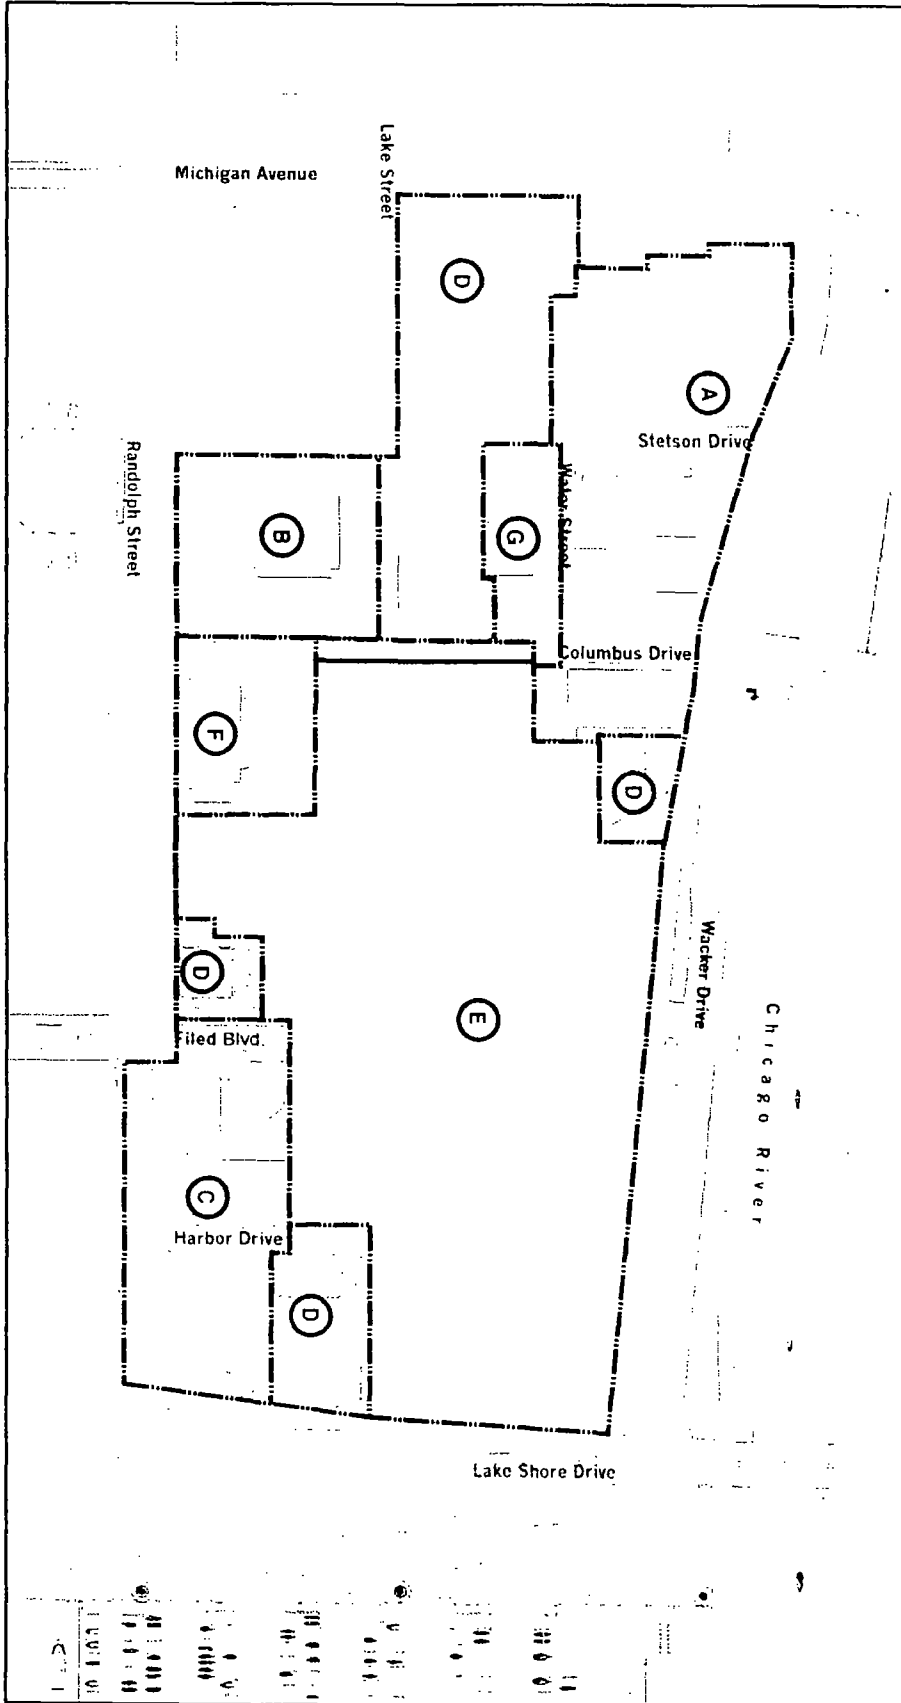 Michigan Avenue
Lake Street
D
A
Stetson Drive
Randolph Street
B
G
Water Street
Columbus Drive
F
D
Wacker Drive
D
E
Filed Blvd.
Chicago River
C
Harbor Drive
D
Lake Shore Drive